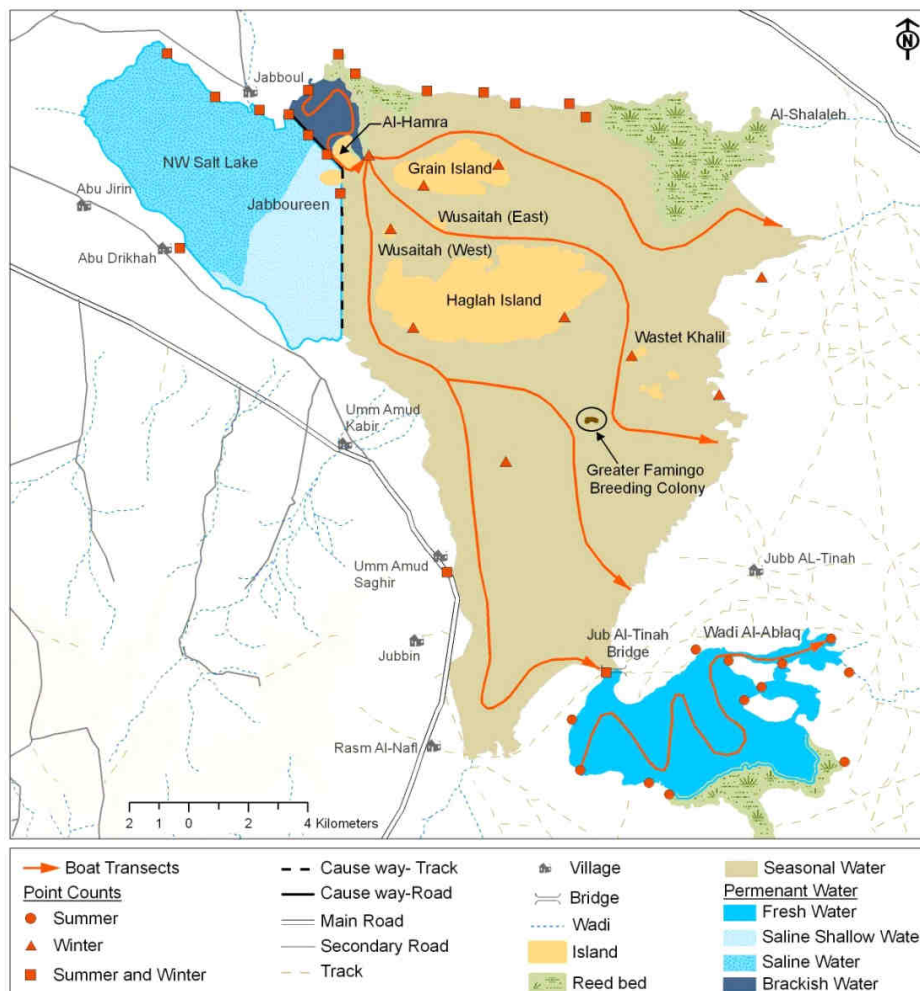 N
Jabboul
Al-Shalaleh
Al-Hamra
NW Salt Lake
Grain Island
Abu Jirin
Jabboureen
Wusaitah (East)
Abu Drikhah
Wusaitah (West)
Haglah Island
Wastet Khalil
Umm Amud
Kabir
Greater Famingo
Breeding Colony
Umm Amud
Saghir
Jubb AL-Tinah
Jubbin
Jub Al-Tinah
Bridge
Wadi Al-Ablaq
Rasm Al-Nafl
2 1 0 2 4 Kilometers
Boat Transects
Point Counts
Summer
Winter
Summer and Winter
Cause way- Track
Cause way-Road
Main Road
Secondary Road
Track
Village
Bridge
Wadi
Island
Reed bed
Seasonal Water
Permenant Water
Fresh Water
Saline Shallow Wate
Saline Water
Brackish Water